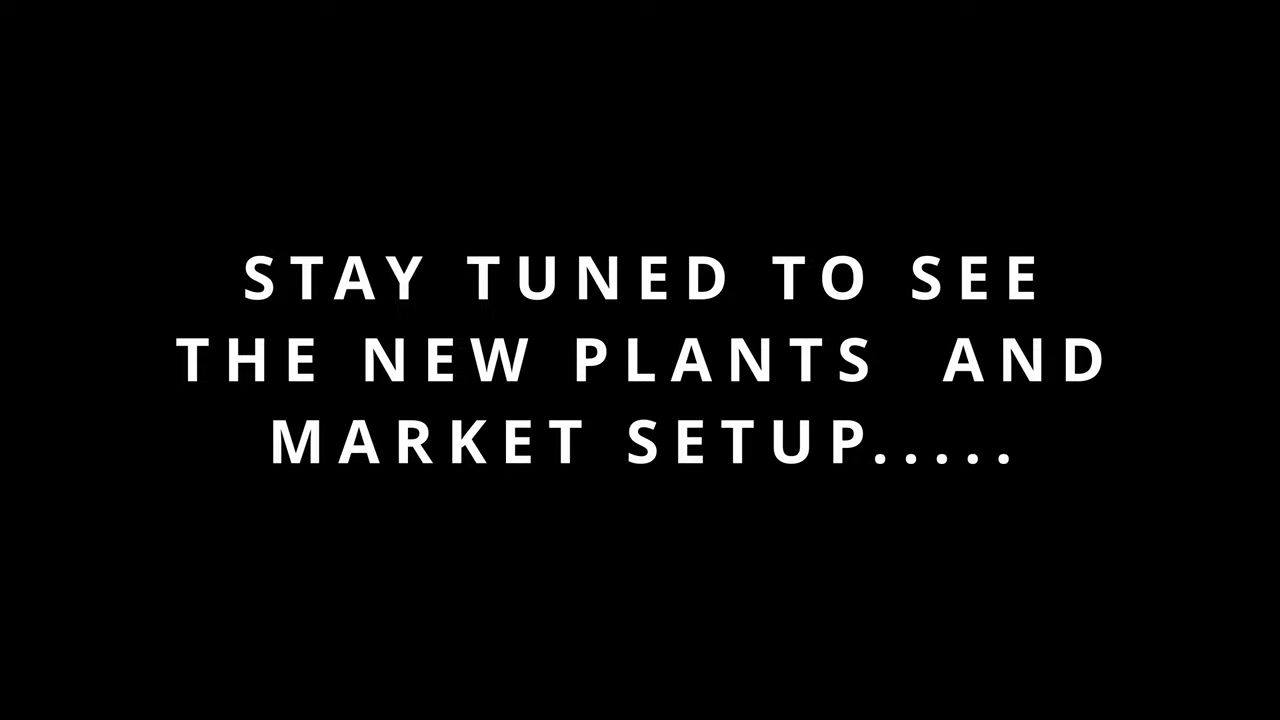 STAY TUNED TO SEE
THE NEW PLANTS  AND
MARKET SETUP.....